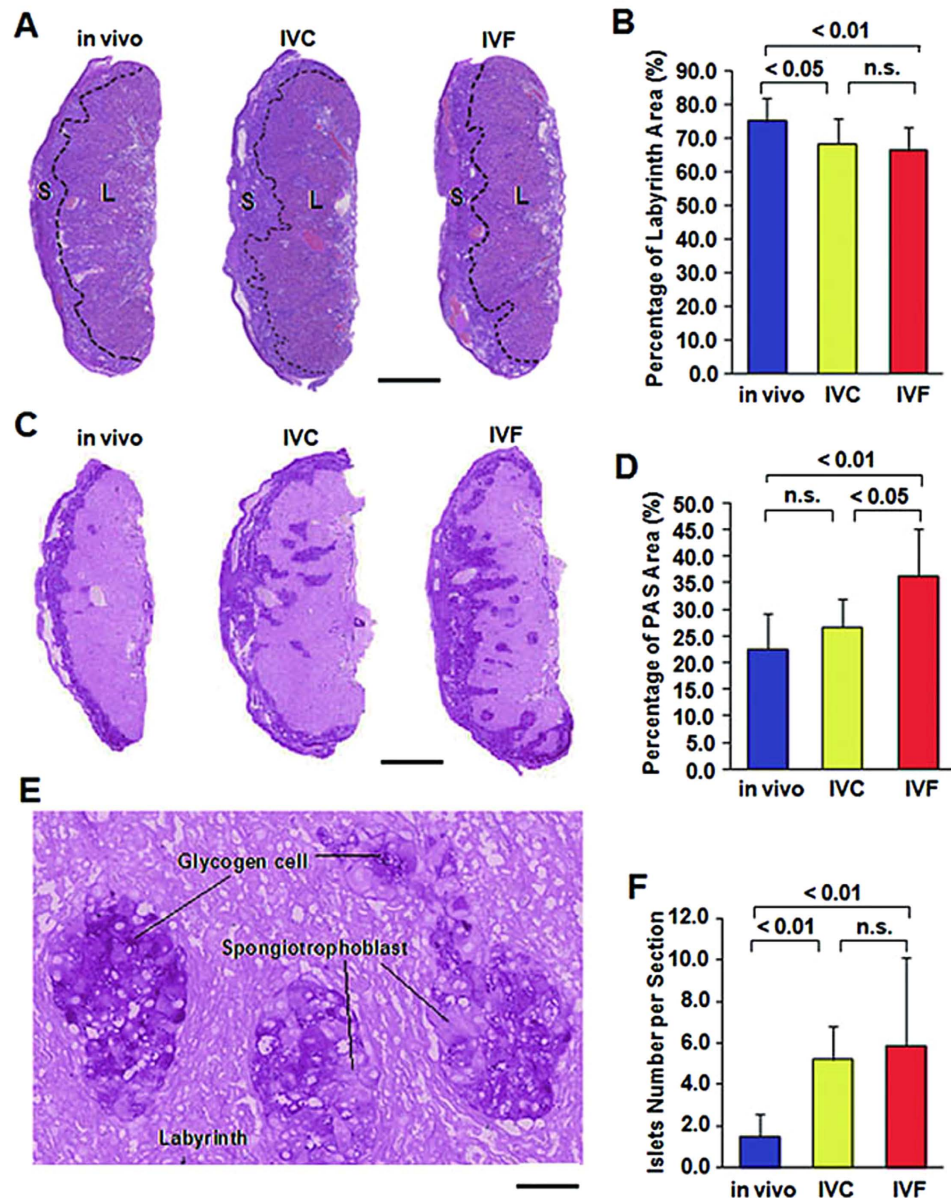 A
in vivo
IVC
IVF
S
L
S
L
S
L
B
< 0.01
< 0.05
n.s.
Percentage of Labyrinth Area (%)
90.0
80.0
70.0
60.0
50.0
40.0
30.0
20.0
10.0
0.0
in vivo
IVC
IVF
C
in vivo
IVC
IVF
D
< 0.01
n.s.
< 0.05
Percentage of PAS Area (%)
50.0
45.0
40.0
35.0
30.0
25.0
20.0
15.0
10.0
5.0
0.0
in vivo
IVC
IVF
E
Glycogen cell
Spongiotrophoblast
Labyrinth
F
< 0.01
< 0.01
n.s.
Islets Number per Section
12.0
10.0
8.0
6.0
4.0
2.0
0.0
in vivo
IVC
IVF